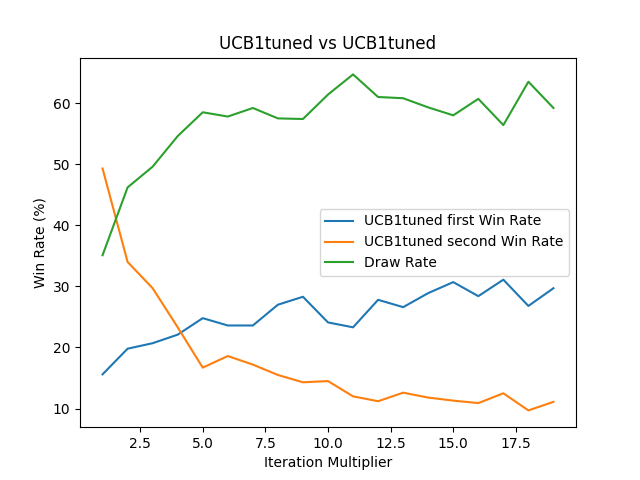 UCB1tuned vs UCB1tuned
Win Rate (%)
60
50
40
30
20
10
UCB1tuned first Win Rate
UCB1tuned second Win Rate
Draw Rate
2.5 5.0 7.5 10.0 12.5 15.0 17.5
Iteration Multiplier